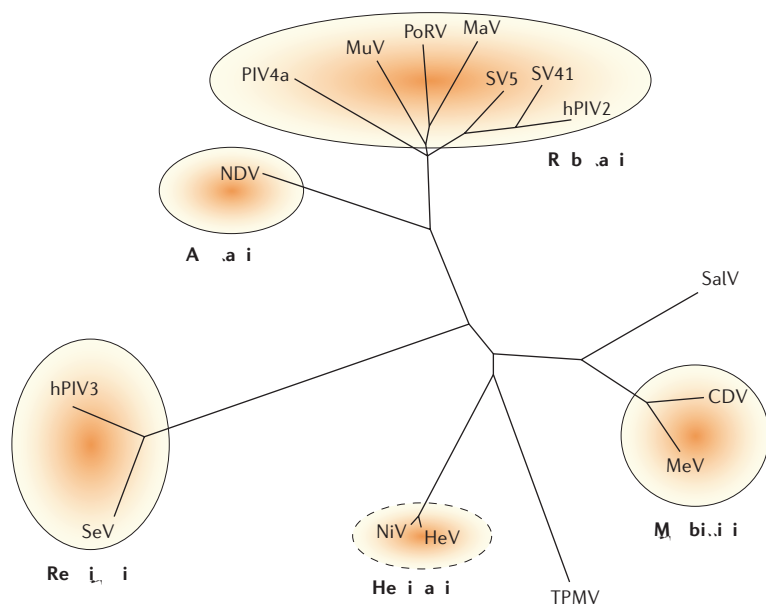 PoRV
MaV
MuV
PIV4a
SV5
SV41
hPIV2
NDV
SalV
hPIV3
CDV
MeV
SeV
NiV
HeV
TPMV